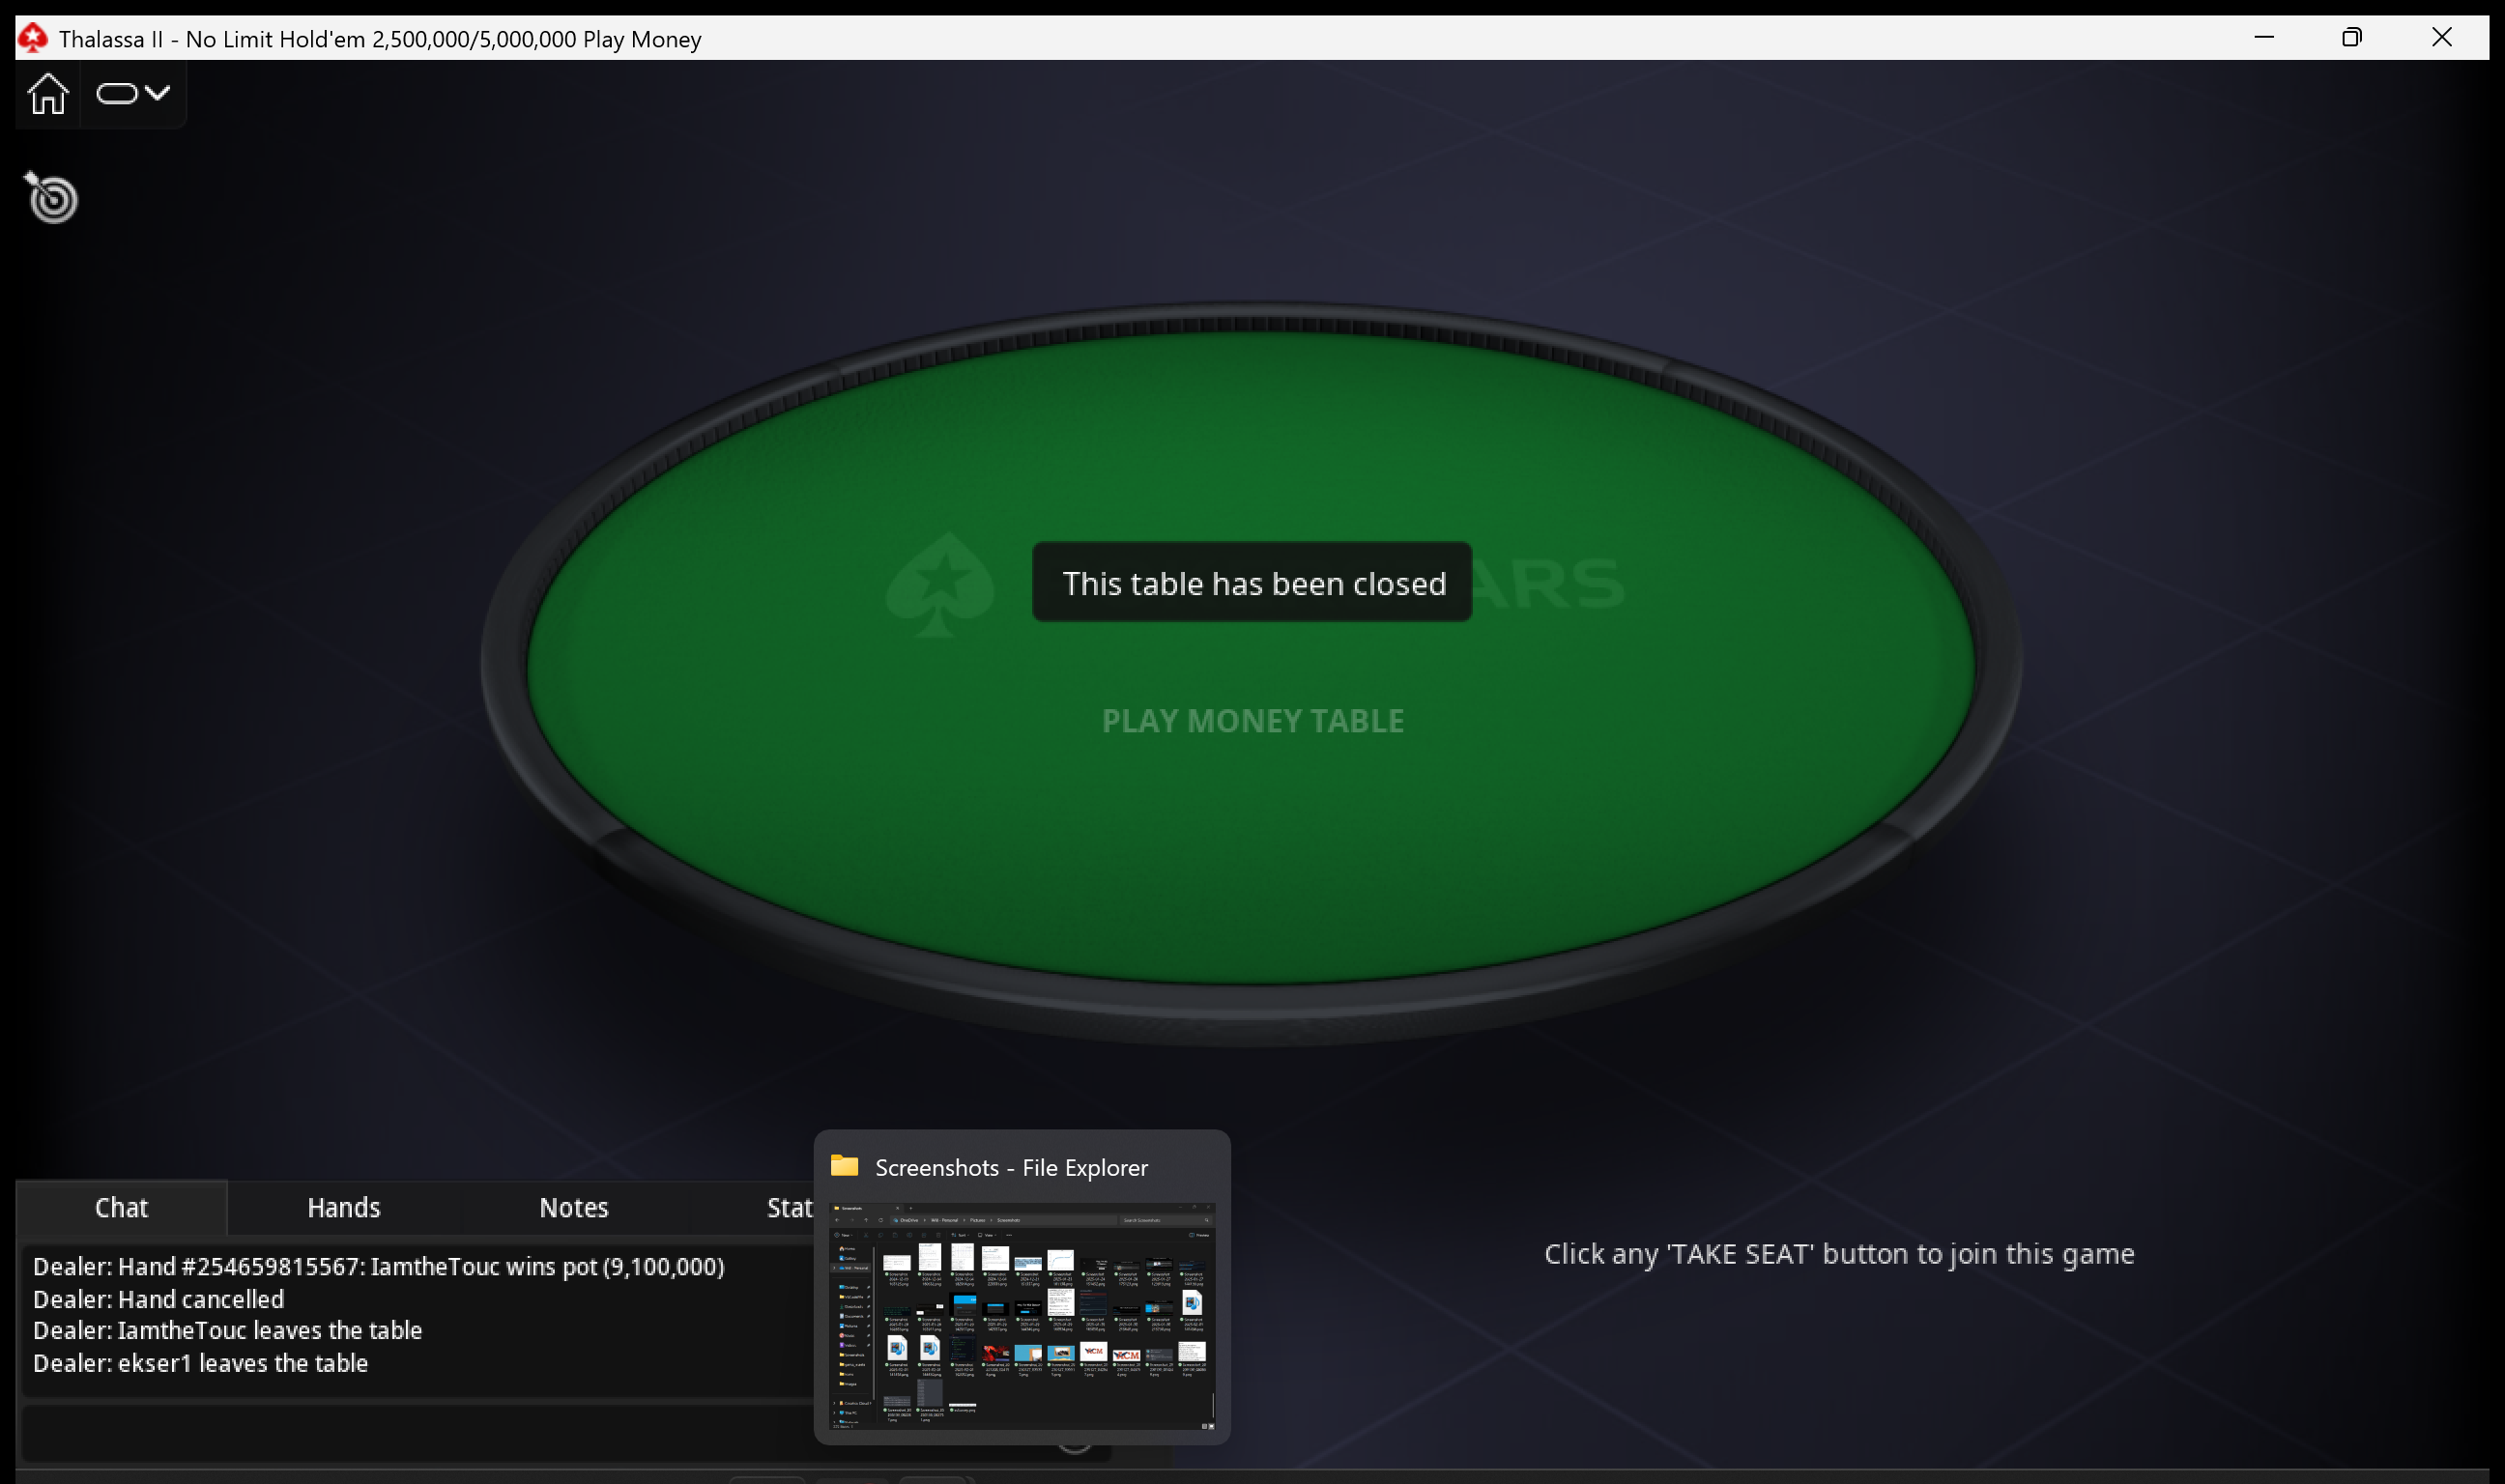 Thalassa II - No Limit Hold'em 2,500,000/5,000,000 Play Money
This table has been closed
ARS
PLAY MONEY TABLE
Screenshots - File Explorer
Chat Hands Notes Stat
Dealer: Hand #254659815567: IamtheTouc wins pot (9,100,000)
Dealer: Hand cancelled
Dealer: IamtheTouc leaves the table
Dealer: ekser1 leaves the table
Click any 'TAKE SEAT' button to join this game